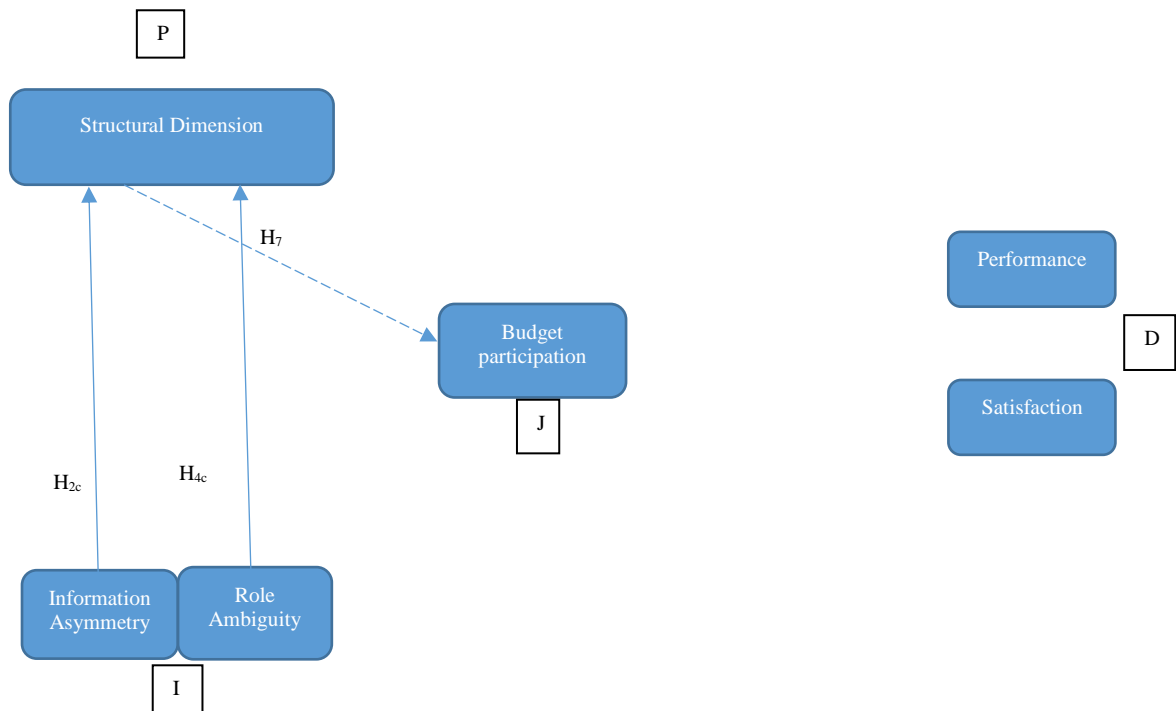 P
Structural Dimension
H7
Performance
Budget
participation
D
J
Satisfaction
H2c
H4c
Information
Asymmetry
Role
Ambiguity
I